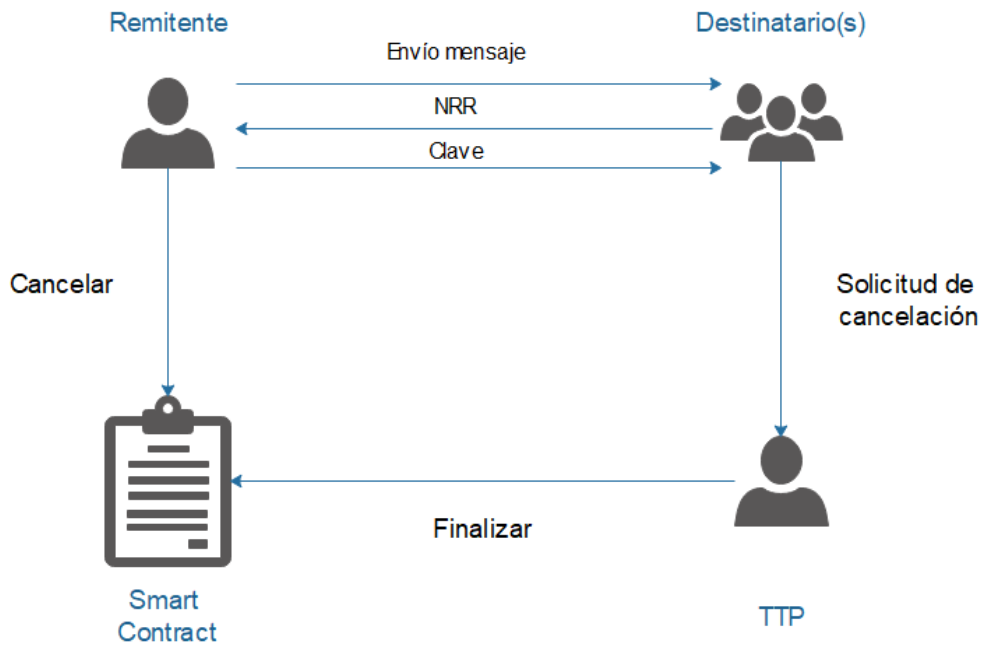 Remitente
Destinatario(s)
Envío mensaje
NRR
Clave
Cancelar
Solicitud de
cancelación
Finalizar
Smart
Contract
TTP